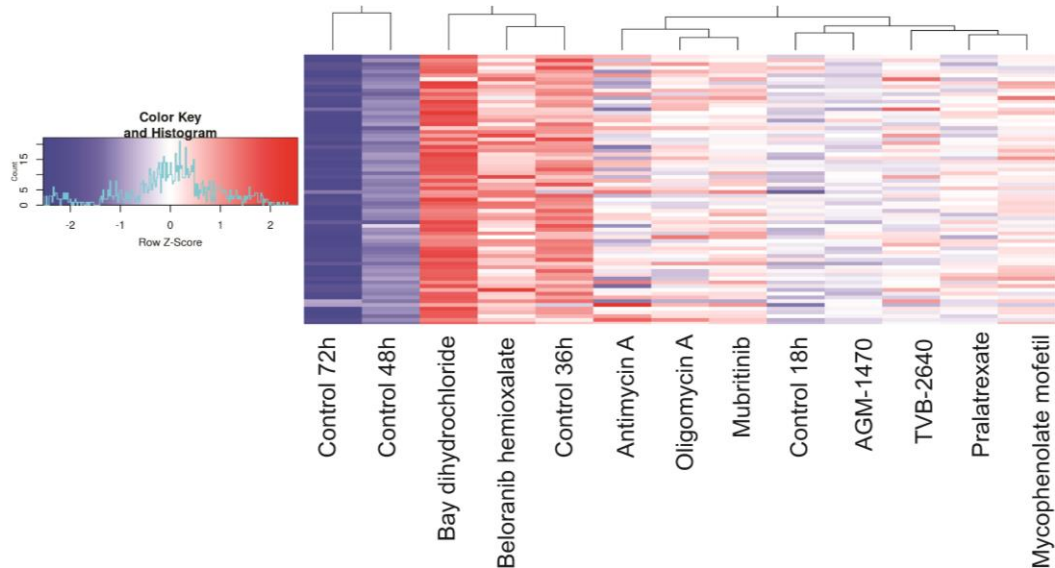 Color Key
and Histogram
Count
0 5 15
-2 -1 0 1 2
Row Z-Score
Control 72h
Control 48h
Bay dihydrochloride
Beloranib hemioxalate
Control 36h
Antimycin A
Oligomycin A
Mubritinib
Control 18h
AGM-1470
TVB-2640
Pralatrexate
Mycophenolate mofetil